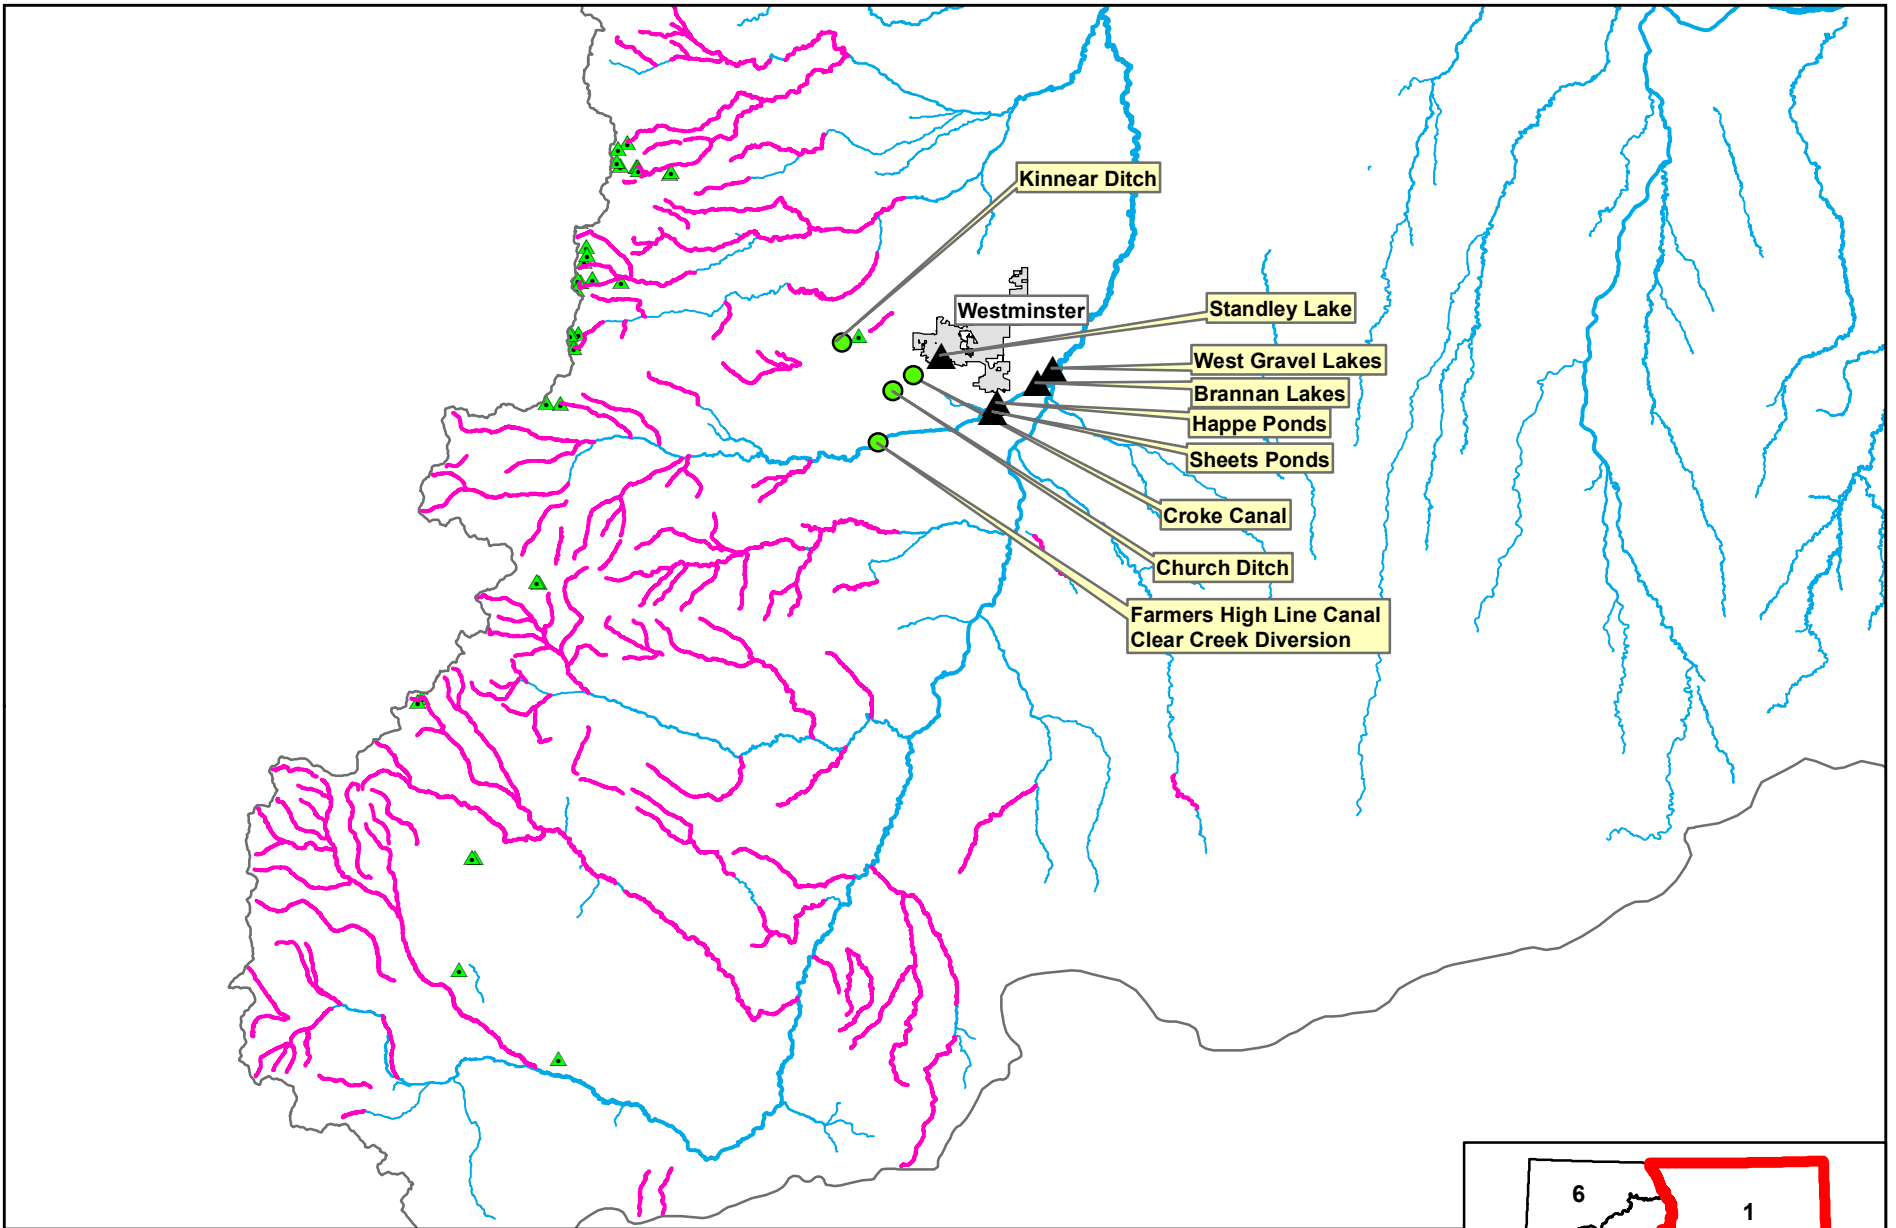 Kinnear Ditch
Westminster
Standley Lake
West Gravel Lakes
Brannan Lakes
Happe Ponds
Sheets Ponds
Croke Canal
Church Ditch
Farmers High Line Canal
Clear Creek Diversion
6
1